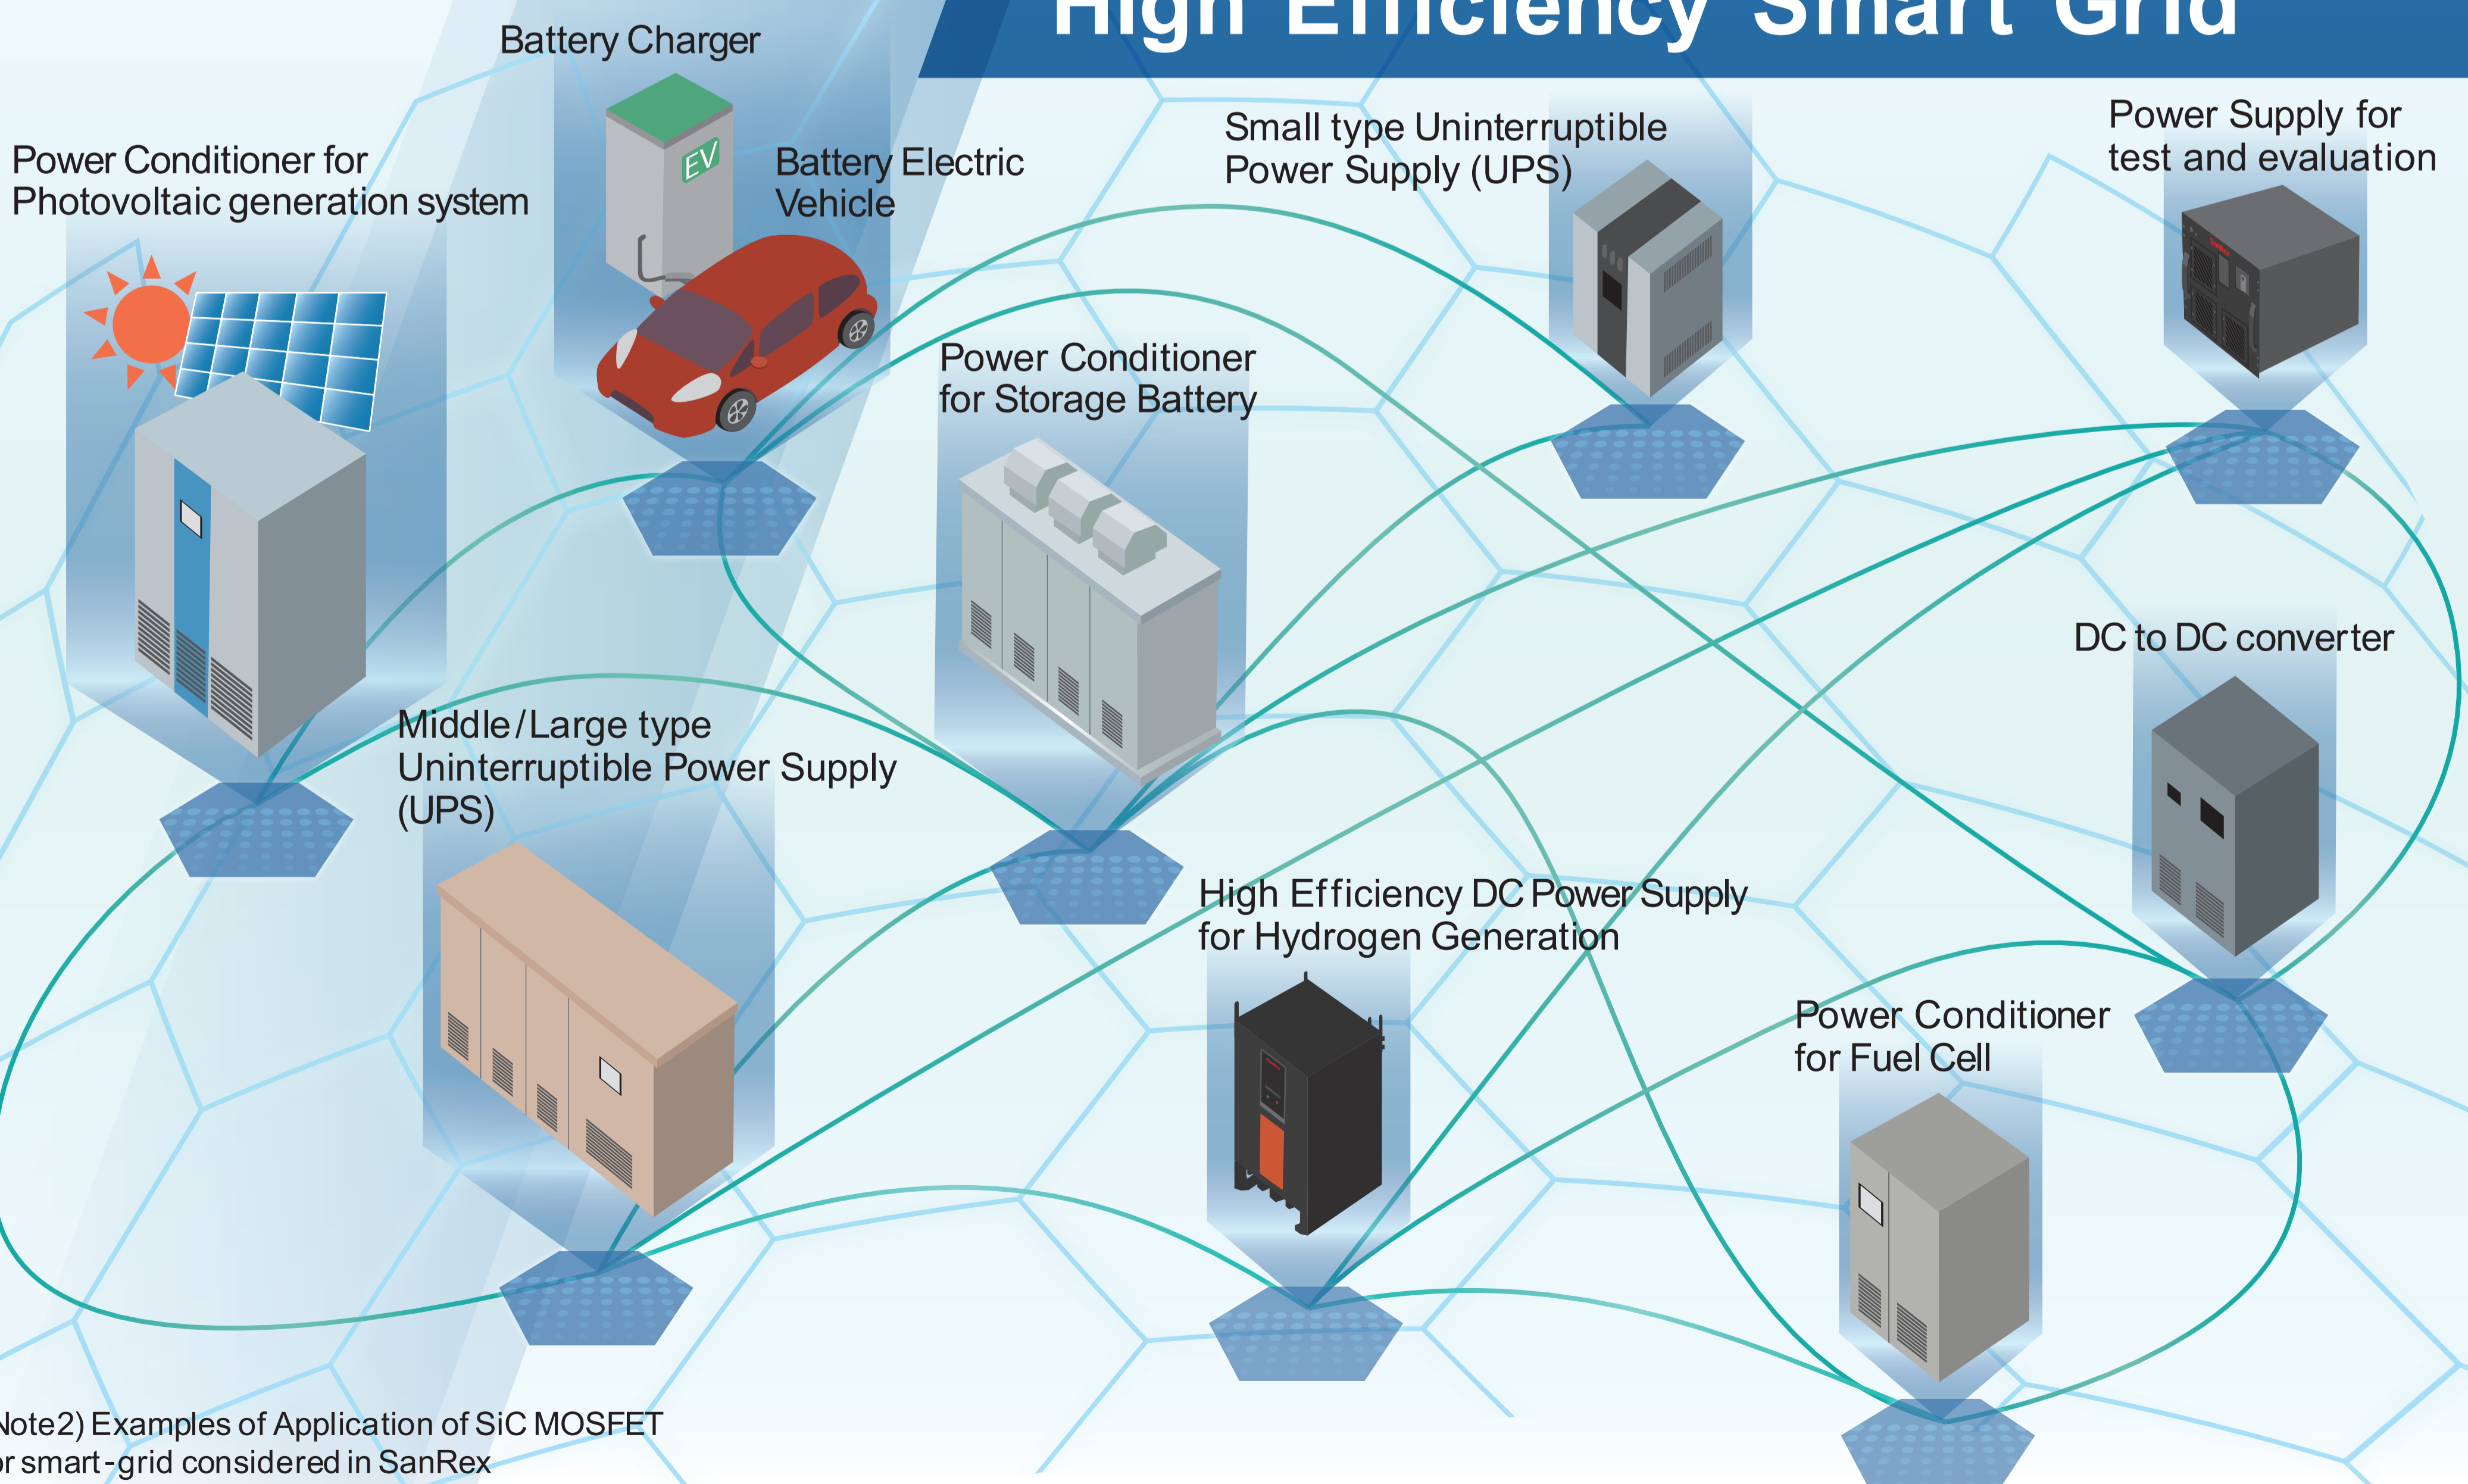 High Efficiency Smart Grid
Battery Charger
EV
Battery Electric
Vehicle
Power Conditioner for
Photovoltaic generation system
Small type Uninterruptible
Power Supply (UPS)
Power Supply for
test and evaluation
Power Conditioner
for Storage Battery
DC to DC converter
Middle/Large type
Uninterruptible Power Supply
(UPS)
High Efficiency DC Power Supply
for Hydrogen Generation
Power Conditioner
for Fuel Cell
Note2) Examples of Application of SiC MOSFET
or smart-grid considered in SanRex